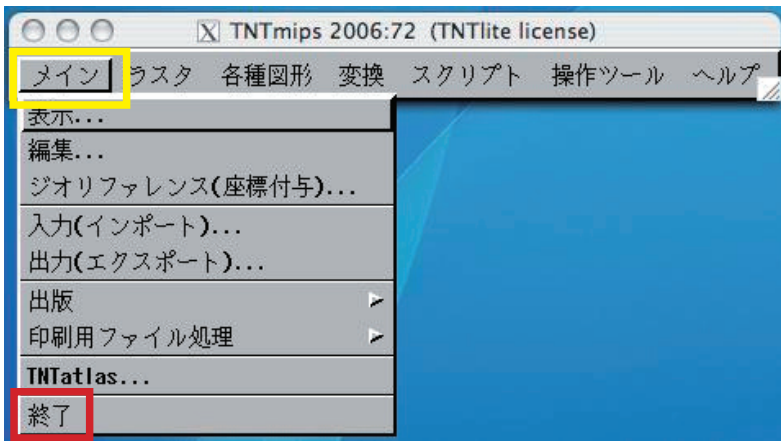 TNTmips 2006:72 (TNTlite license)
メイン ラスタ 各種図形 変換 スクリプト 操作ツール ヘルプ
表示...
編集...
ジオリファレンス(座標付与)...
入力(インポート)...
出力(エクスポート)...
出版
印刷用ファイル処理
TNTatlas...
終了